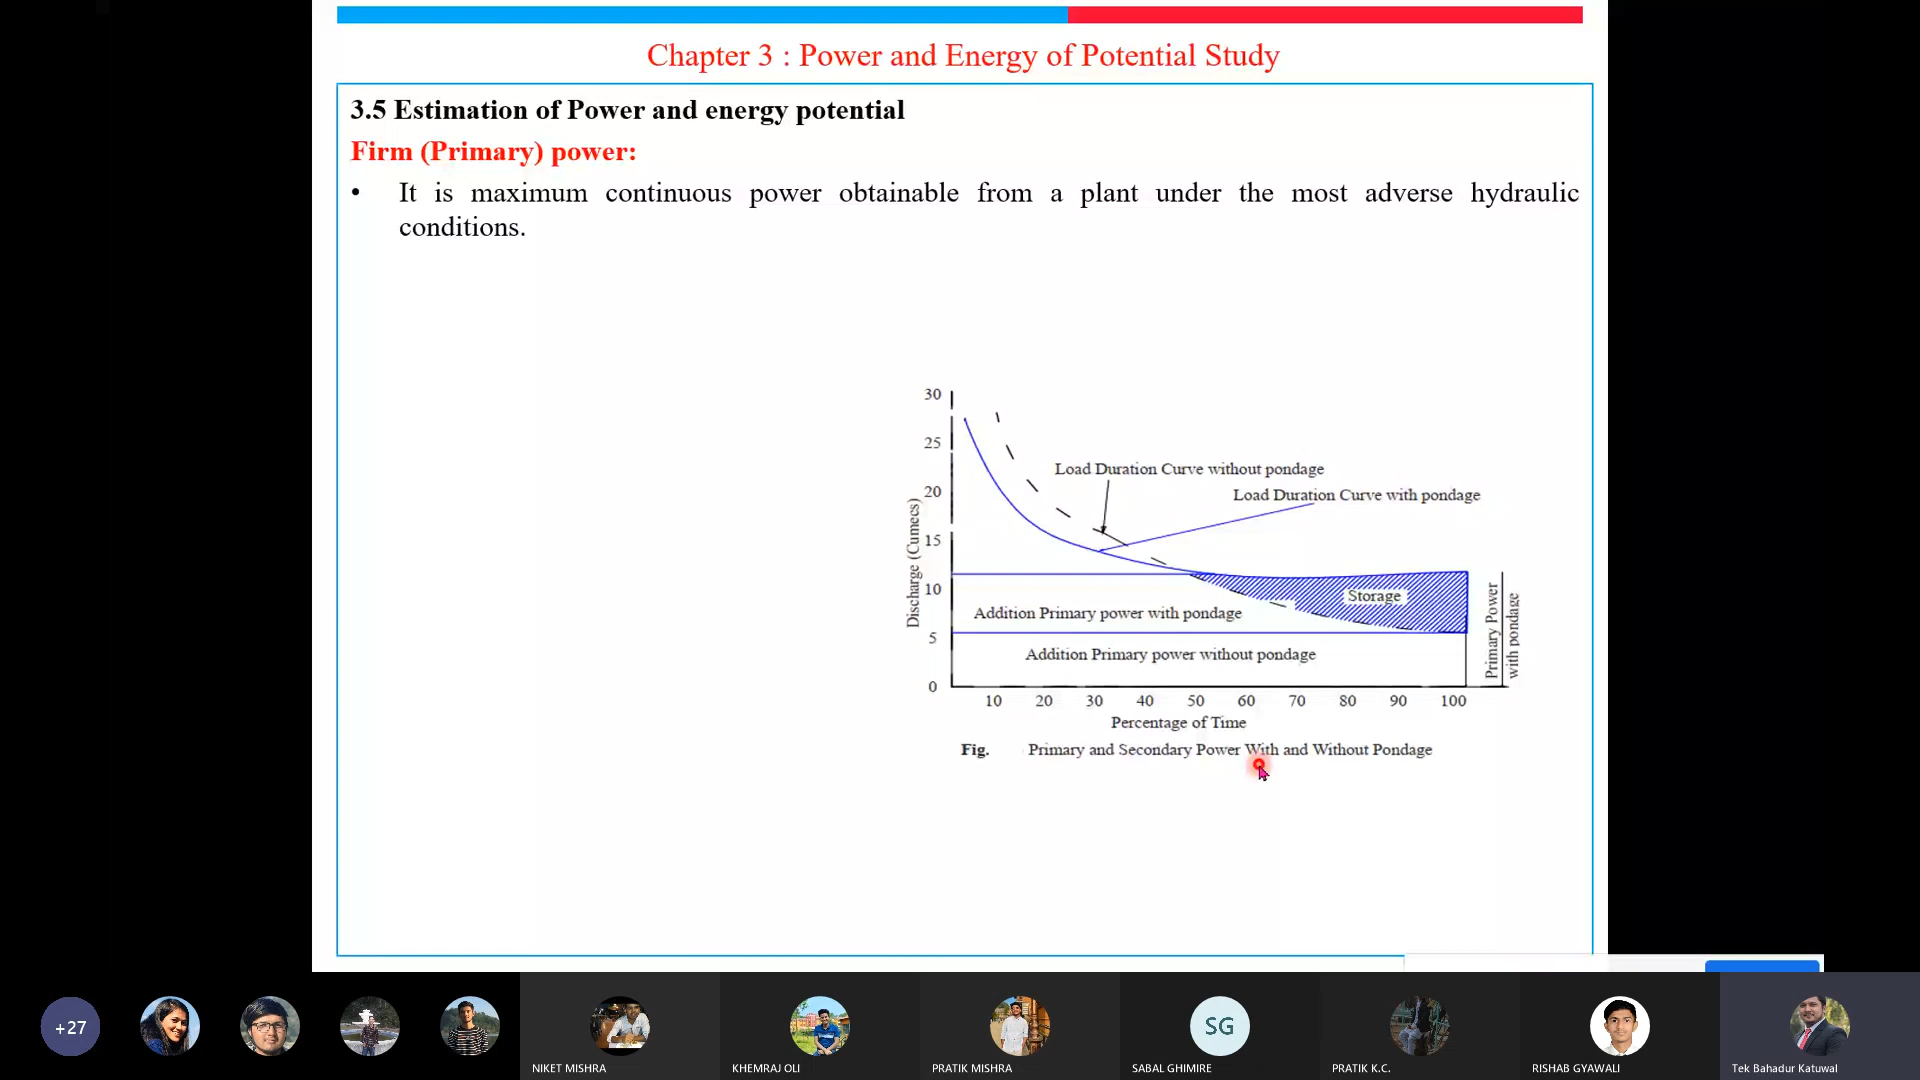 Chapter 3 : Power and Energy of Potential Study
3.5 Estimation of Power and energy potential
Firm (Primary) power:
• It is maximum continuous power obtainable from a plant under the most adverse hydraulic
conditions.
30
25
20
15
10
5
0
Discharge (Cumecs)
Load Duration Curve without pondage
Load Duration Curve with pondage
Storage
Addition Primary power with pondage
Addition Primary power without pondage
Primary Power
with pondage
10 20 30 40 50 60 70 80 90 100
Percentage of Time
Fig. Primary and Secondary Power With and Without Pondage
+27
SG
NIKET MISHRA
KHEMRAJ OLI
PRATIK MISHRA
SABAL GHIMIRE
PRATIK K.C.
RISHAB GYAWALI
Tek Bahadur Katuwal